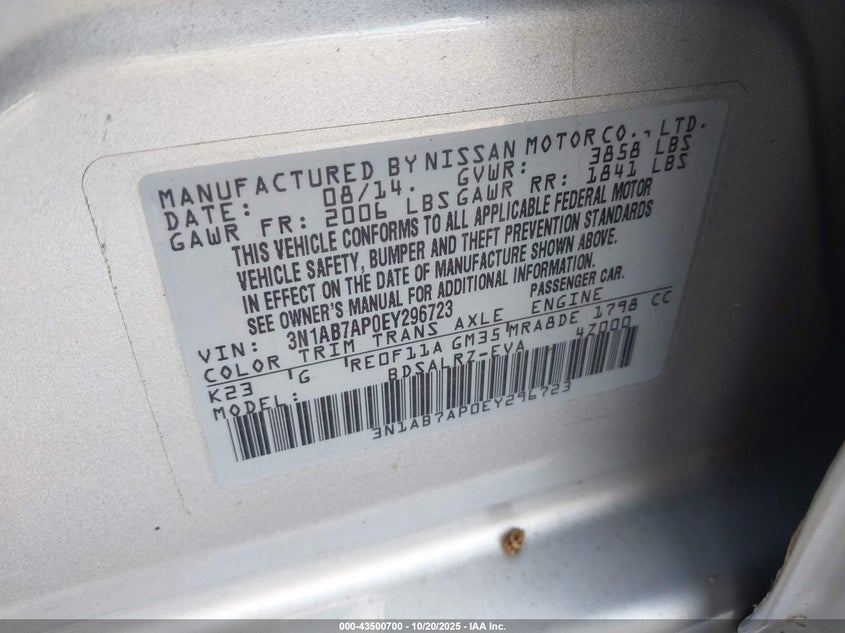 MANUFACTURED BY NISSAN MOTOR CO., LTD.
DATE: 08/14. GVWR: 3858 LBS
GAWR FR: 2006 LBS GAWR RR: 1841 LBS
THIS VEHICLE CONFORMS TO ALL APPLICABLE FEDERAL MOTOR
VEHICLE SAFETY, BUMPER AND THEFT PREVENTION STANDARDS
IN EFFECT ON THE DATE OF MANUFACTURE SHOWN ABOVE.
SEE OWNER'S MANUAL FOR ADDITIONAL INFORMATION.
VIN: 3N1AB7AP0EY296723 PASSENGER CAR.
COLOR TRIM TRANS AXLE ENGINE
K23 G RE0F11A GM35 MRA8DE 1798 CC
MODEL: BDSALRZ-EVA 47000
3N1AB7AP0EY296723
000-43500700 - 10/20/2025 - IAA Inc.